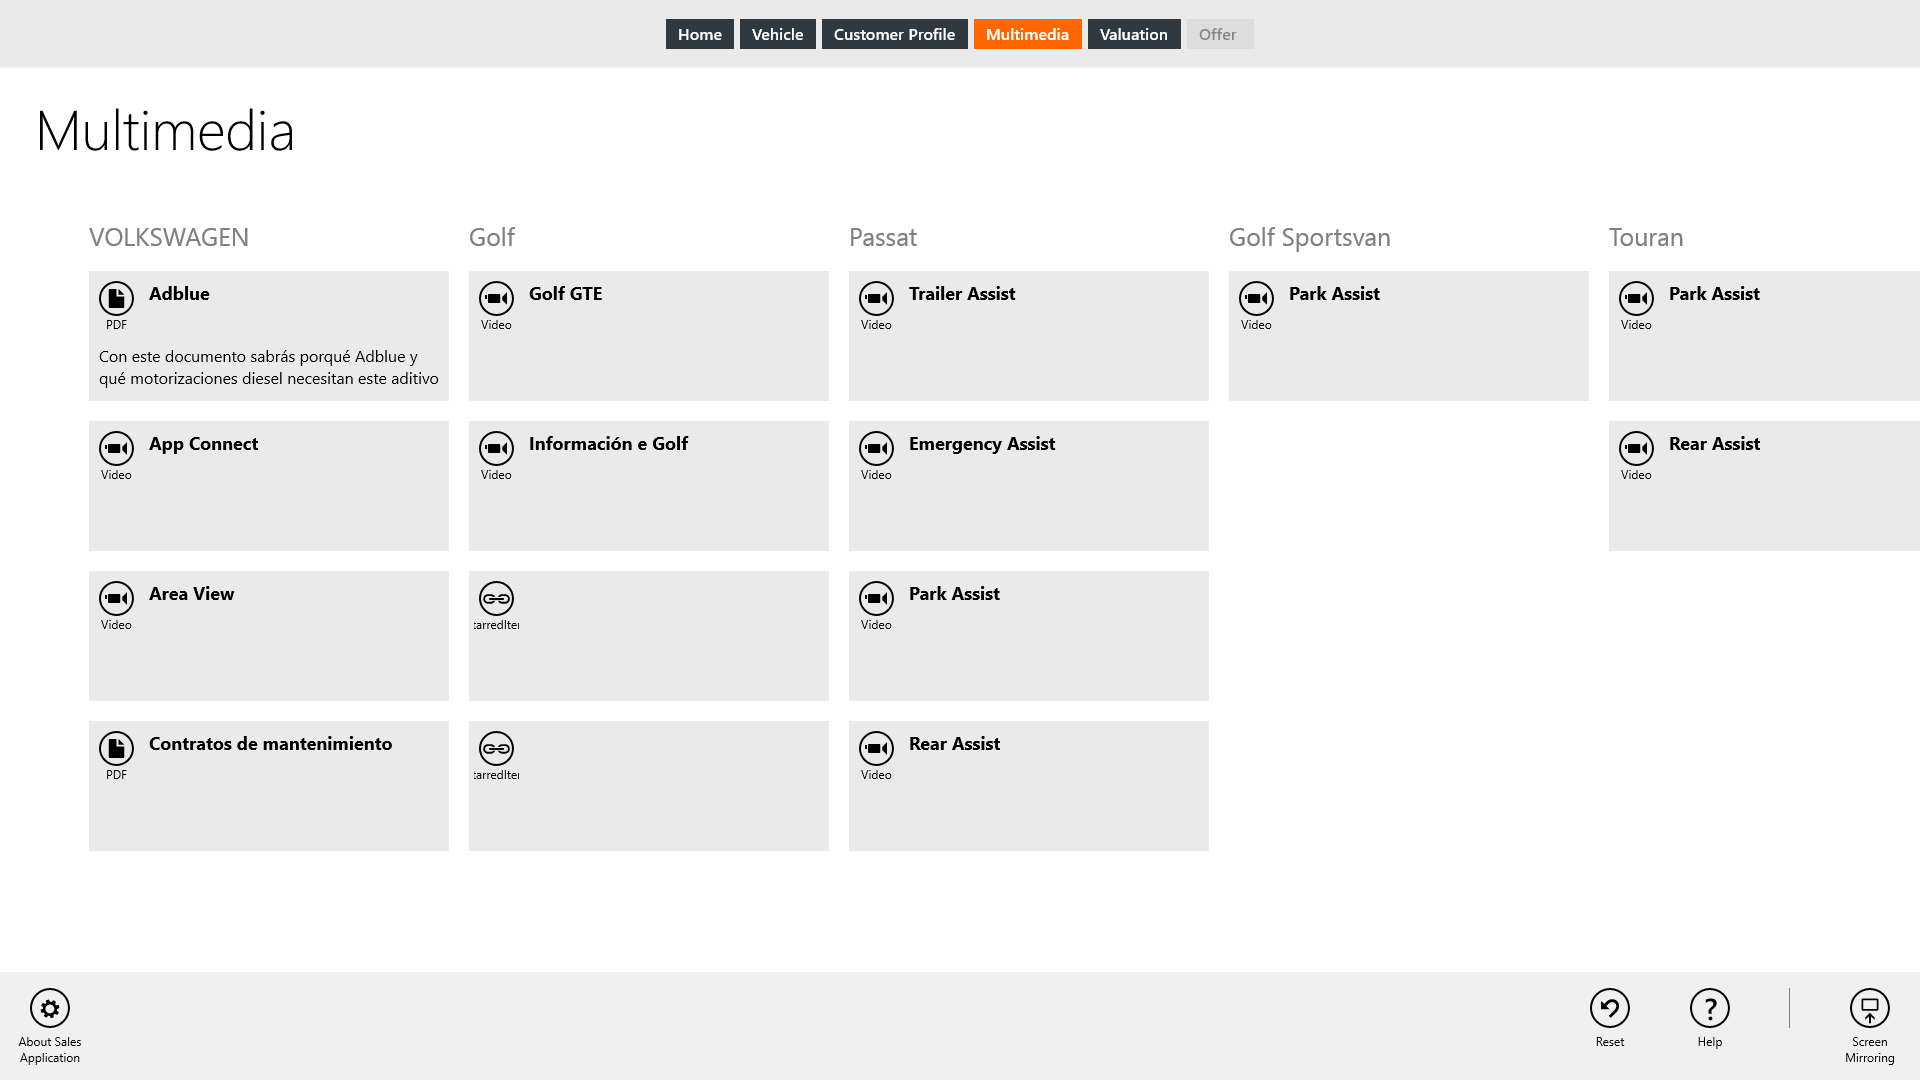 Home
Vehicle
Customer Profile
Multimedia
Valuation
Offer
Multimedia
VOLKSWAGEN
Adblue
PDF
Con este documento sabrás porqué Adblue y
qué motorizaciones diesel necesitan este aditivo
App Connect
Video
Area View
Video
Contratos de mantenimiento
PDF
Golf
Golf GTE
Video
Información e Golf
Video
Passat
Trailer Assist
Video
Emergency Assist
Video
Park Assist
Video
Rear Assist
Video
Golf Sportsvan
Park Assist
Video
Touran
Park Assist
Video
Rear Assist
Video
About Sales
Application
Reset
Help
Screen
Mirroring